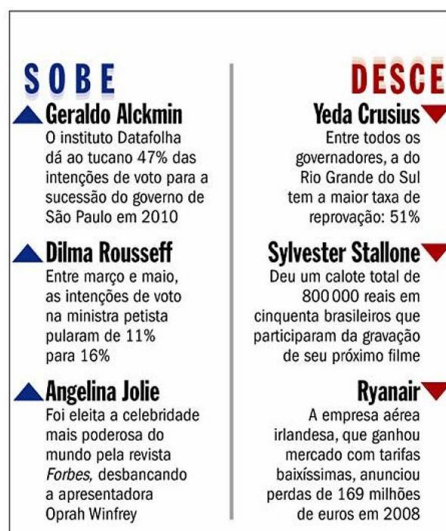 SOBE
Geraldo Alckmin
O instituto Datafolha
dá ao tucano 47% das
intenções de voto para a
sucessão do governo de
São Paulo em 2010
Dilma Rousseff
Entre março e maio,
as intenções de voto
na ministra petista
pularam de 11%
para 16%
Angelina Jolie
Foi eleita a celebridade
mais poderosa do
mundo pela revista
Forbes, desbancando
a apresentadora
Oprah Winfrey
DESCE
Yeda Crusius
Entre todos os
governadores, a do
Rio Grande do Sul
tem a maior taxa de
reprovação: 51%
Sylvester Stallone
Deu um calote total de
800 000 reais em
cinquenta brasileiros que
participaram da gravação
de seu próximo filme
Ryanair
A empresa aérea
irlandesa, que ganhou
mercado com tarifas
baixíssimas, anunciou
perdas de 169 milhões
de euros em 2008